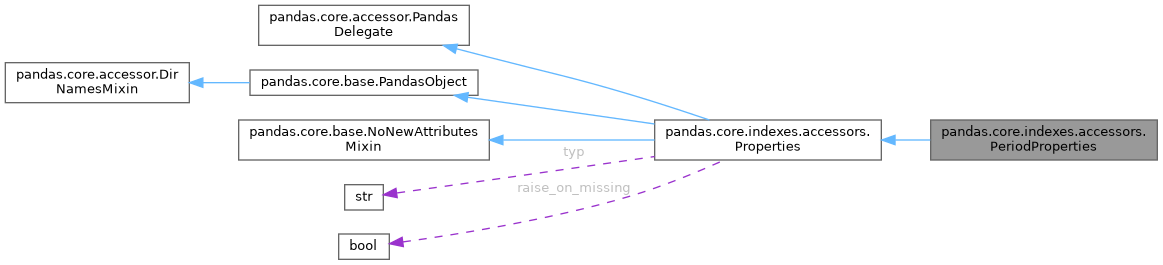 pandas.core.accessor.Pandas
Delegate
pandas.core.accessor.Dir
NamesMixin
pandas.core.base.PandasObject
pandas.core.base.NoNewAttributes
Mixin
pandas.core.indexes.accessors.
Properties
pandas.core.indexes.accessors.
PeriodProperties
typ
str
raise_on_missing
bool